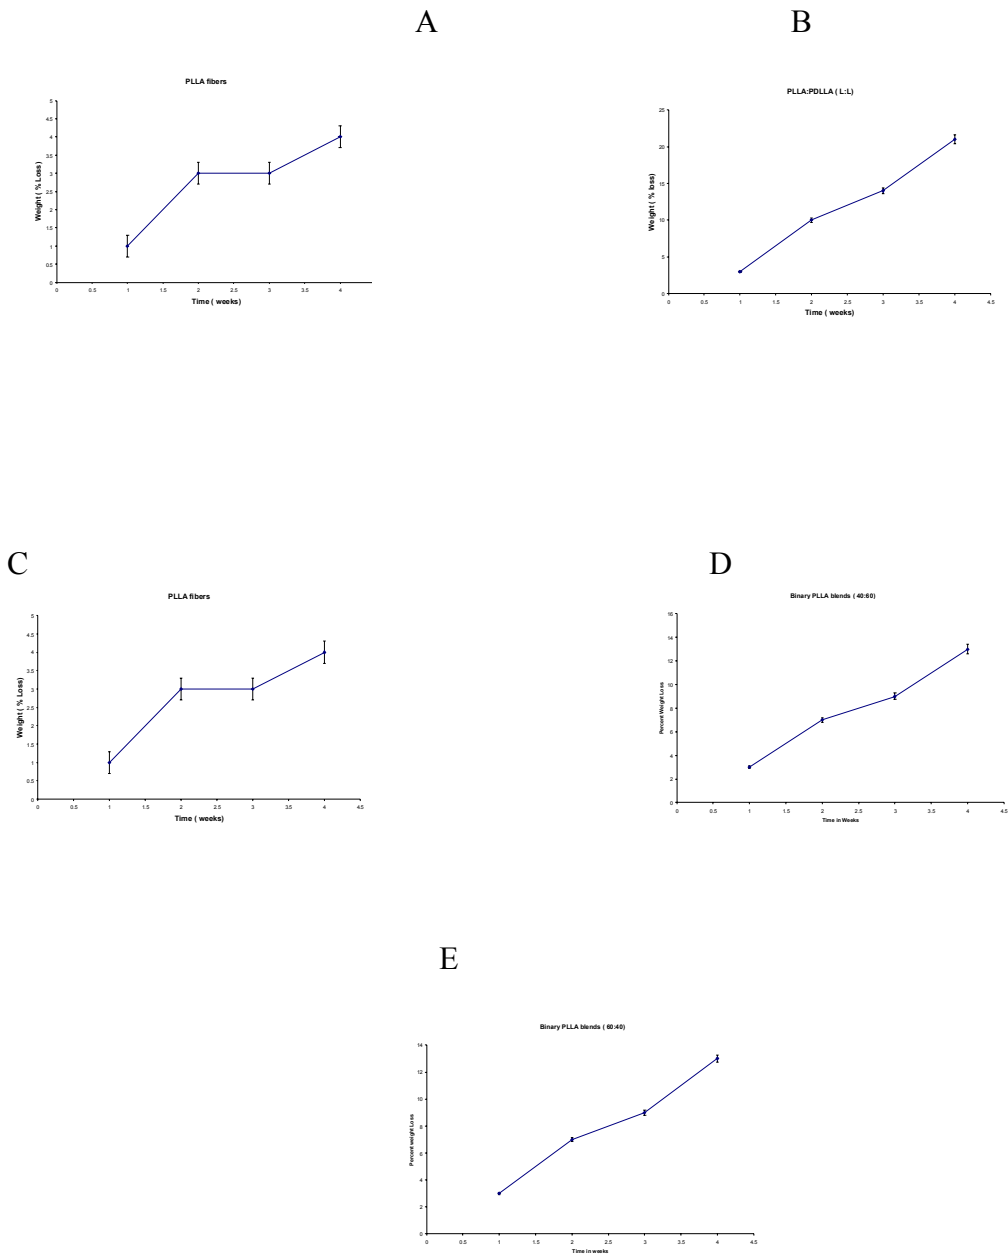 A
B
PLLA fibers
5
4.5
4
3.5
3
2.5
2
1.5
1
0.5
0
Weight ( % Loss)
0 0.5 1 1.5 2 2.5 3 3.5 4
Time ( weeks)
PLLA:PDLLA ( L:L)
25
20
15
10
5
0
Weight ( % loss)
0 0.5 1 1.5 2 2.5 3 3.5 4 4.5
Time ( weeks)
C
D
PLLA fibers
5
4.5
4
3.5
3
2.5
2
1.5
1
0.5
0
Weight ( % Loss)
0 0.5 1 1.5 2 2.5 3 3.5 4 4.5
Time ( weeks)
Binary PLLA blends ( 40:60)
16
14
12
10
8
6
4
2
0
Percent Weight Loss
0 0.5 1 1.5 2 2.5 3 3.5 4 4.5
Time in Weeks
E
Binary PLLA blends ( 60:40)
14
12
10
8
6
4
2
0
Percent weight Loss
0 0.5 1 1.5 2 2.5 3 3.5 4 4.5
Time in weeks